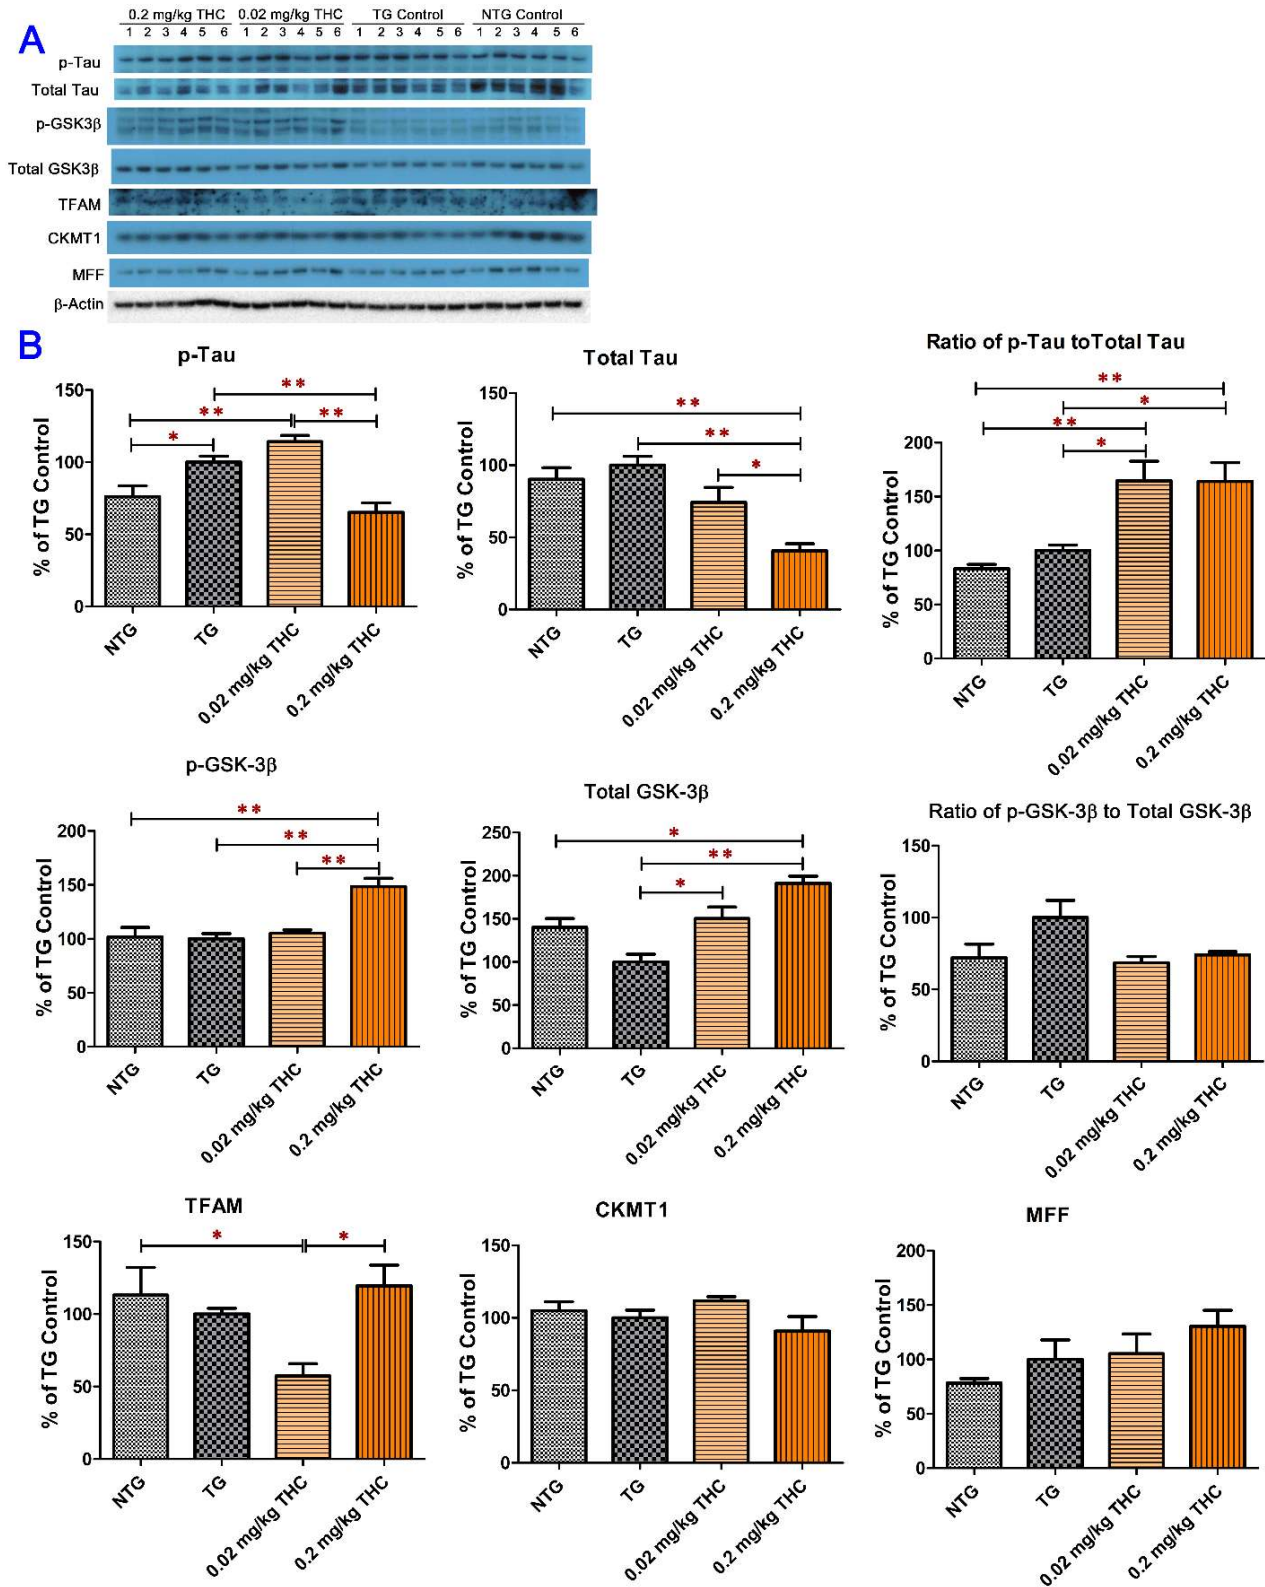 0.2 mg/kg THC 0.02 mg/kg THC TG Control NTG Control
1 2 3 4 5 6 1 2 3 4 5 6 1 2 3 4 5 6 1 2 3 4 5 6
A
p-Tau
Total Tau
p-GSK3β
Total GSK3β
TFAM
CKMT1
MFF
β-Actin
B
p-Tau
% of TG Control
150
100
50
0
** ** ** *
NTG TG 0.02 mg/kg THC 0.2 mg/kg THC
Total Tau
% of TG Control
150
100
50
0
** ** *
NTG TG 0.02 mg/kg THC 0.2 mg/kg THC
Ratio of p-Tau toTotal Tau
% of TG Control
200
150
100
50
0
** * ** *
NTG TG 0.02 mg/kg THC 0.2 mg/kg THC
p-GSK-3β
% of TG Control
200
150
100
50
0
** ** **
NTG TG 0.02 mg/kg THC 0.2 mg/kg THC
Total GSK-3β
% of TG Control
250
200
150
100
50
0
* ** *
NTG TG 0.02 mg/kg THC 0.2 mg/kg THC
Ratio of p-GSK-3β to Total GSK-3β
% of TG Control
150
100
50
0
NTG TG 0.02 mg/kg THC 0.2 mg/kg THC
TFAM
% of TG Control
150
100
50
0
* *
NTG TG 0.02 mg/kg THC 0.2 mg/kg THC
CKMT1
% of TG Control
150
100
50
0
NTG TG 0.02 mg/kg THC 0.2 mg/kg THC
MFF
% of TG Control
200
150
100
50
0
NTG TG 0.02 mg/kg THC 0.2 mg/kg THC